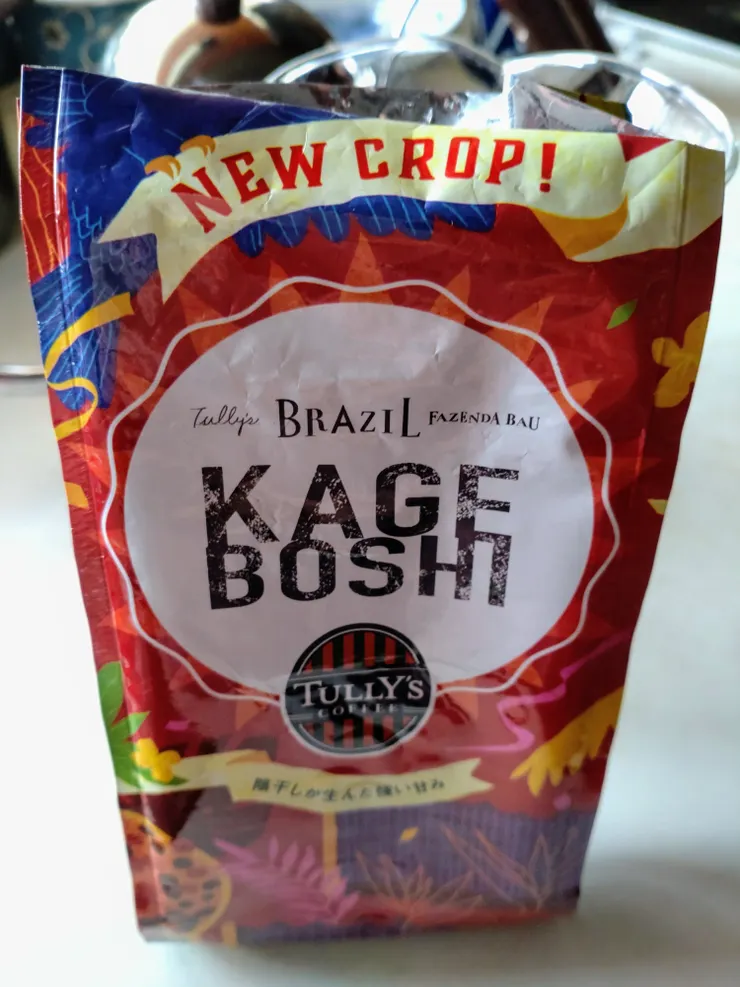 NEW CROP!
Tully's BRAZIL FAZENDA BAU
KAGE
BOSHI
TULLY'S
COFFEE
陰干しが生んだ強い甘み